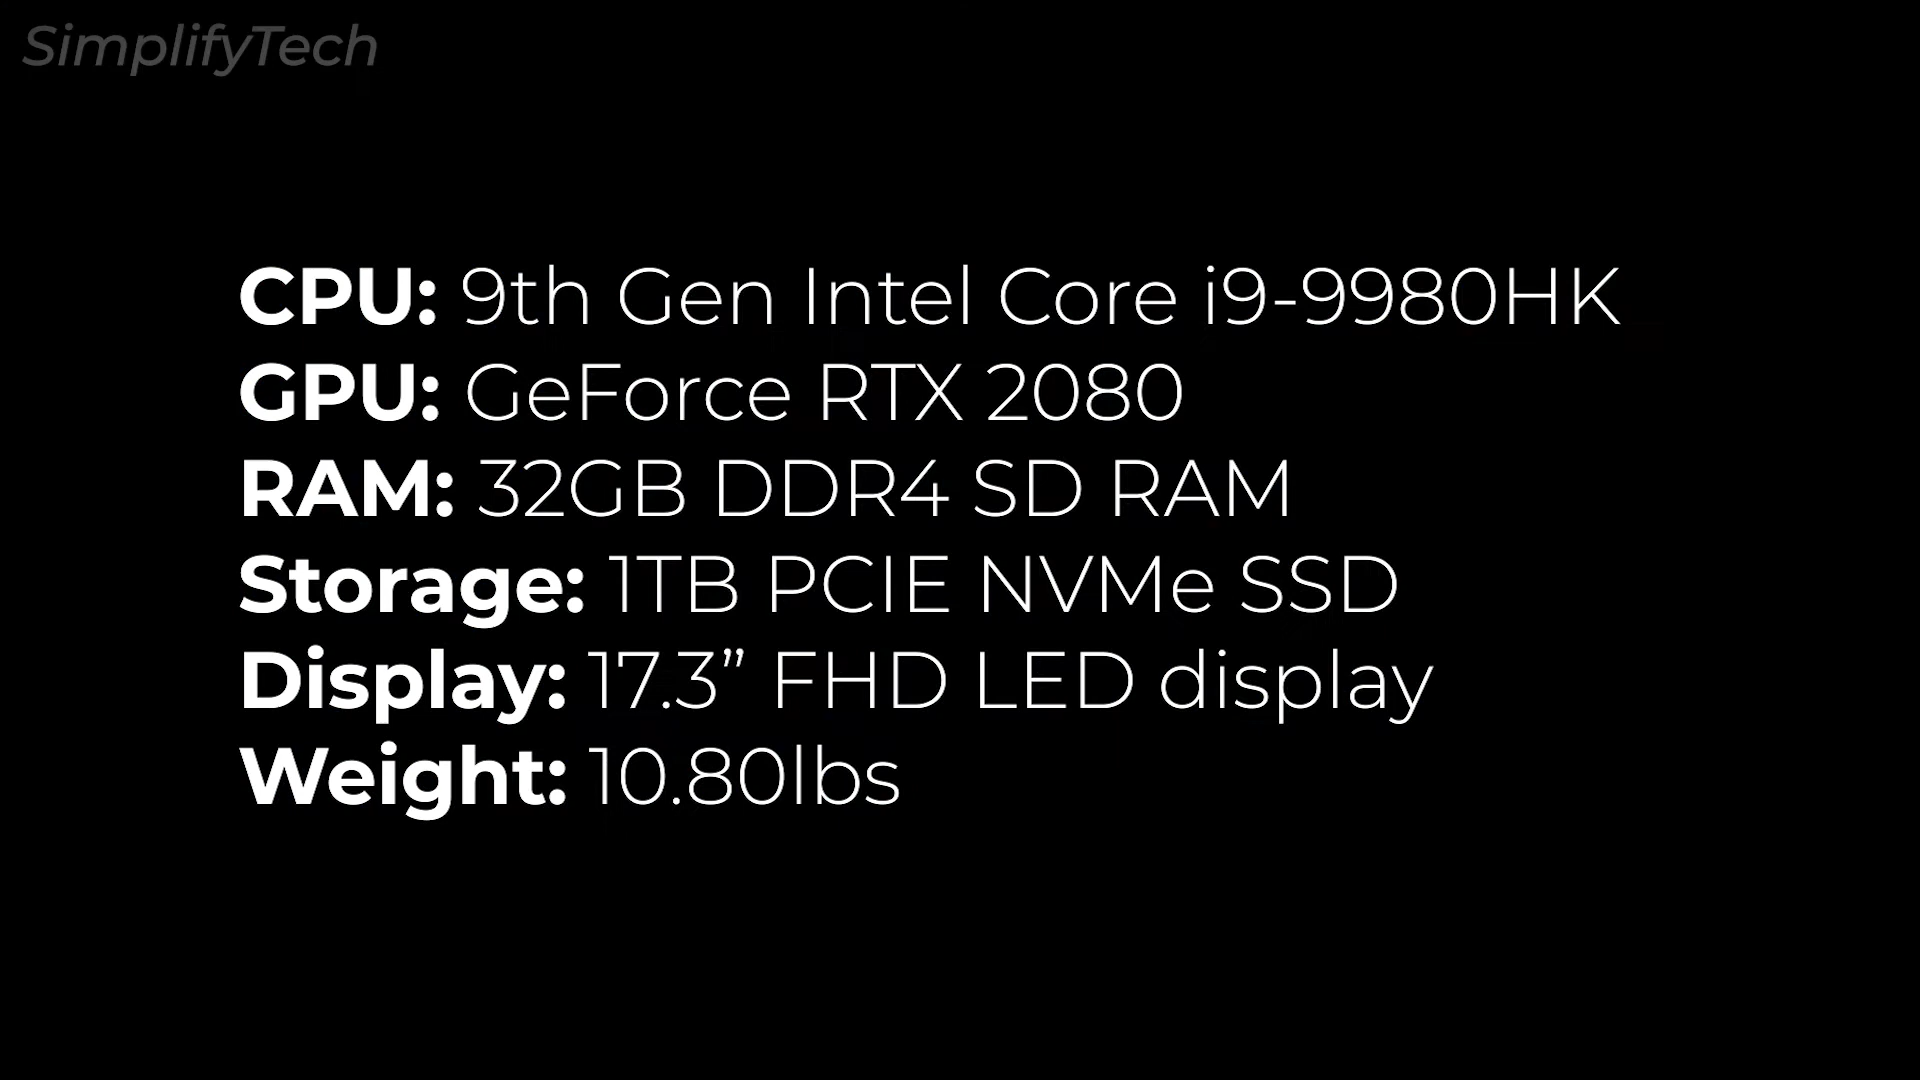 SimplifyTech
CPU: 9th Gen Intel Core i9-9980HK
GPU: GeForce RTX 2080
RAM: 32GB DDR4 SD RAM
Storage: 1TB PCIE NVMe SSD
Display: 17.3” FHD LED display
Weight: 10.80lbs